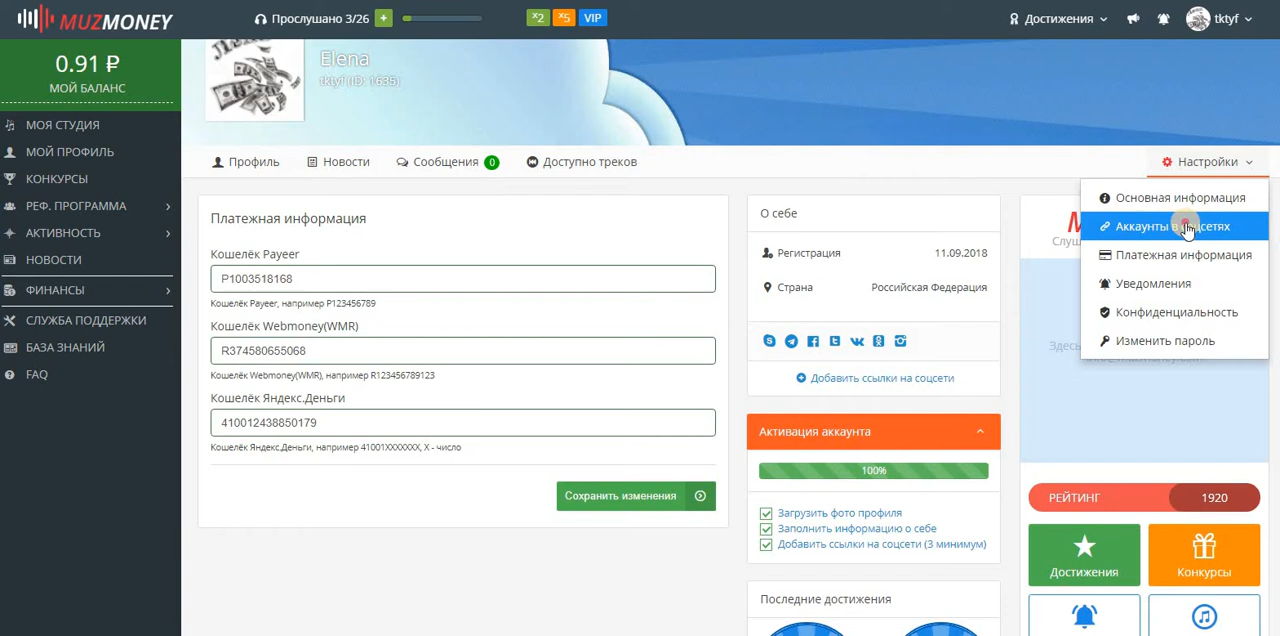 MUZMONEY
Прослушано 3/26 +
x2 x5 VIP
Достижения
tktyf
0.91 ₽
МОЙ БАЛАНС
МОЯ СТУДИЯ
МОЙ ПРОФИЛЬ
КОНКУРСЫ
РЕФ. ПРОГРАММА
АКТИВНОСТЬ
НОВОСТИ
ФИНАНСЫ
СЛУЖБА ПОДДЕРЖКИ
БАЗА ЗНАНИЙ
FAQ
Elena
tktyf (ID: 1635)
Профиль
Новости
Сообщения 0
Доступно треков
Настройки
Основная информация
Аккаунты в соцсетях
Платежная информация
Уведомления
Конфиденциальность
Изменить пароль
Платежная информация
Кошелёк Payeer
P1003518168
Кошелёк Payeer, например P123456789
Кошелёк Webmoney(WMR)
R374580655068
Кошелёк Webmoney(WMR), например R123456789123
Кошелёк Яндекс.Деньги
410012438850179
Кошелёк Яндекс.Деньги, например 41001XXXXXXX, X - число
Сохранить изменения
О себе
Регистрация 11.09.2018
Страна Российская Федерация
Добавить ссылки на соцсети
Активация аккаунта
100%
Загрузить фото профиля
Заполнить информацию о себе
Добавить ссылки на соцсети (3 минимум)
Последние достижения
РЕЙТИНГ 1920
Достижения
Конкурсы